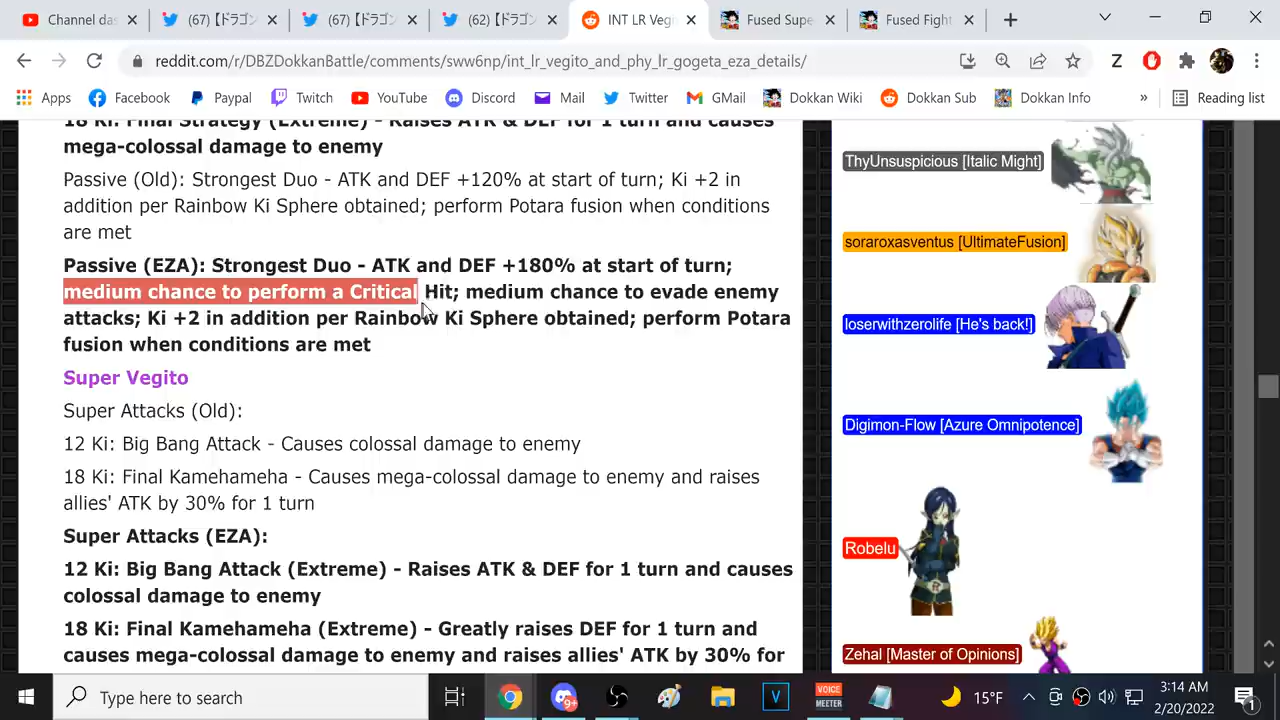 Download as
(67)【ドラゴン
(67)【ドラゴン
(62)【ドラゴン
INT LR Vegi
Fused Supe
Fused Fight
reddit.com/r/DBZDokkanBattle/comments/sww6np/int_lr_vegito_and_phy_lr_gogeta_eza_details/
Apps
Facebook
Paypal
Twitch
YouTube
Discord
Mail
Twitter
GMail
Dokkan Wiki
Dokkan Sub
Dokkan Info
»
Reading list
18 Ki: Final Strategy (Extreme) - Raises ATK & DEF for 1 turn and causes
mega-colossal damage to enemy
Passive (Old): Strongest Duo - ATK and DEF +120% at start of turn; Ki +2 in
addition per Rainbow Ki Sphere obtained; perform Potara fusion when conditions
are met
Passive (EZA): Strongest Duo - ATK and DEF +180% at start of turn;
medium chance to perform a Critical Hit; medium chance to evade enemy
attacks; Ki +2 in addition per Rainbow Ki Sphere obtained; perform Potara
fusion when conditions are met
Super Vegito
Super Attacks (Old):
12 Ki: Big Bang Attack - Causes colossal damage to enemy
18 Ki: Final Kamehameha - Causes mega-colossal damage to enemy and raises
allies' ATK by 30% for 1 turn
Super Attacks (EZA):
12 Ki: Big Bang Attack (Extreme) - Raises ATK & DEF for 1 turn and causes
colossal damage to enemy
18 Ki: Final Kamehameha (Extreme) - Greatly raises DEF for 1 turn and
causes mega-colossal damage to enemy and raises allies' ATK by 30% for
ThyUnsuspicious [Italic Might]
soraroxasventus [UltimateFusion]
loserwithzerolife [He's back!]
Digimon-Flow [Azure Omnipotence]
Robelu
Zehal [Master of Opinions]
Type here to search
9+
V
VOICE
MEETER
15°F
3:14 AM
2/20/2022
1